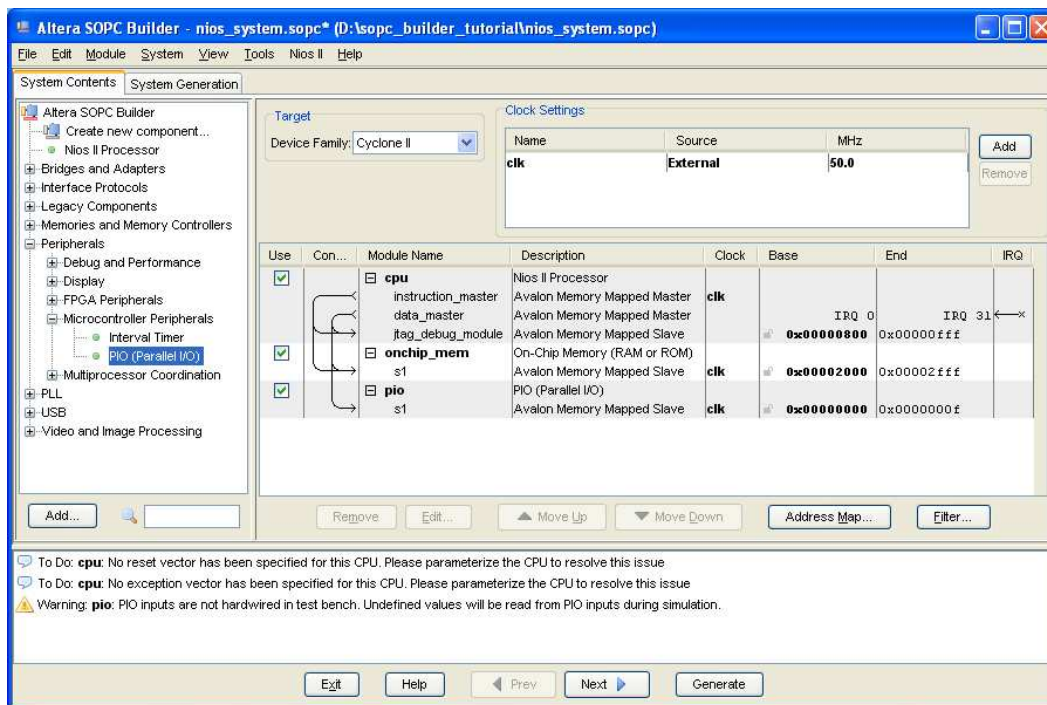 Altera SOPC Builder - nios_system.sopc* (D:\sopc_builder_tutorial\nios_system.sopc)
File Edit Module System View Tools Nios II Help
System Contents System Generation
Altera SOPC Builder
Create new component...
Nios II Processor
Bridges and Adapters
Interface Protocols
Legacy Components
Memories and Memory Controllers
Peripherals
Debug and Performance
Display
FPGA Peripherals
Microcontroller Peripherals
Interval Timer
PIO (Parallel I/O)
Multiprocessor Coordination
PLL
USB
Video and Image Processing
Add...
Target
Device Family: Cyclone II
Clock Settings
Name Source MHz
clk External 50.0
Add
Remove
Use Con... Module Name Description Clock Base End IRQ
cpu Nios II Processor
instruction_master Avalon Memory Mapped Master clk
data_master Avalon Memory Mapped Master IRQ 0 IRQ 31
jtag_debug_module Avalon Memory Mapped Slave 0x00000800 0x00000fff
onchip_mem On-Chip Memory (RAM or ROM)
s1 Avalon Memory Mapped Slave clk 0x00002000 0x00002fff
pio PIO (Parallel I/O)
s1 Avalon Memory Mapped Slave clk 0x00000000 0x0000000f
Remove Edit... Move Up Move Down Address Map... Filter...
To Do: cpu: No reset vector has been specified for this CPU. Please parameterize the CPU to resolve this issue
To Do: cpu: No exception vector has been specified for this CPU. Please parameterize the CPU to resolve this issue
Warning: pio: PIO inputs are not hardwired in test bench. Undefined values will be read from PIO inputs during simulation.
Exit Help Prev Next Generate